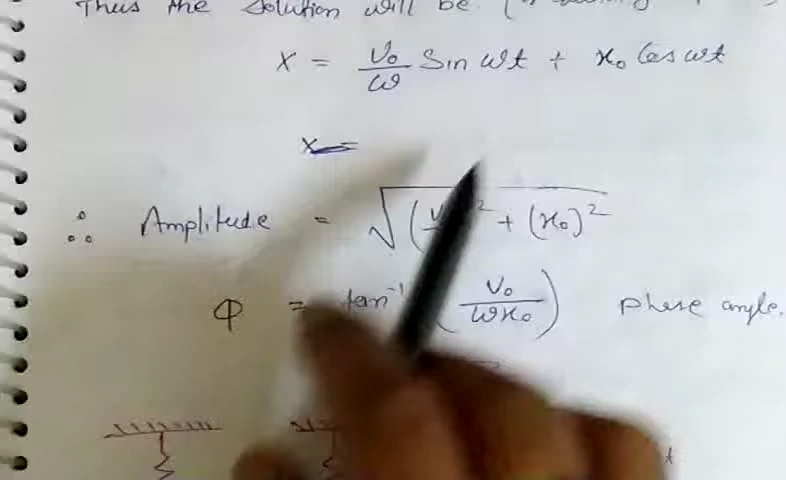 Thus the solution will be
x = v₀/ω Sin ωt + x₀ Cos ωt
x =
∴ Amplitude = √( ² + (x₀)²
φ = tan⁻¹ (v₀/ωx₀) phase angle.